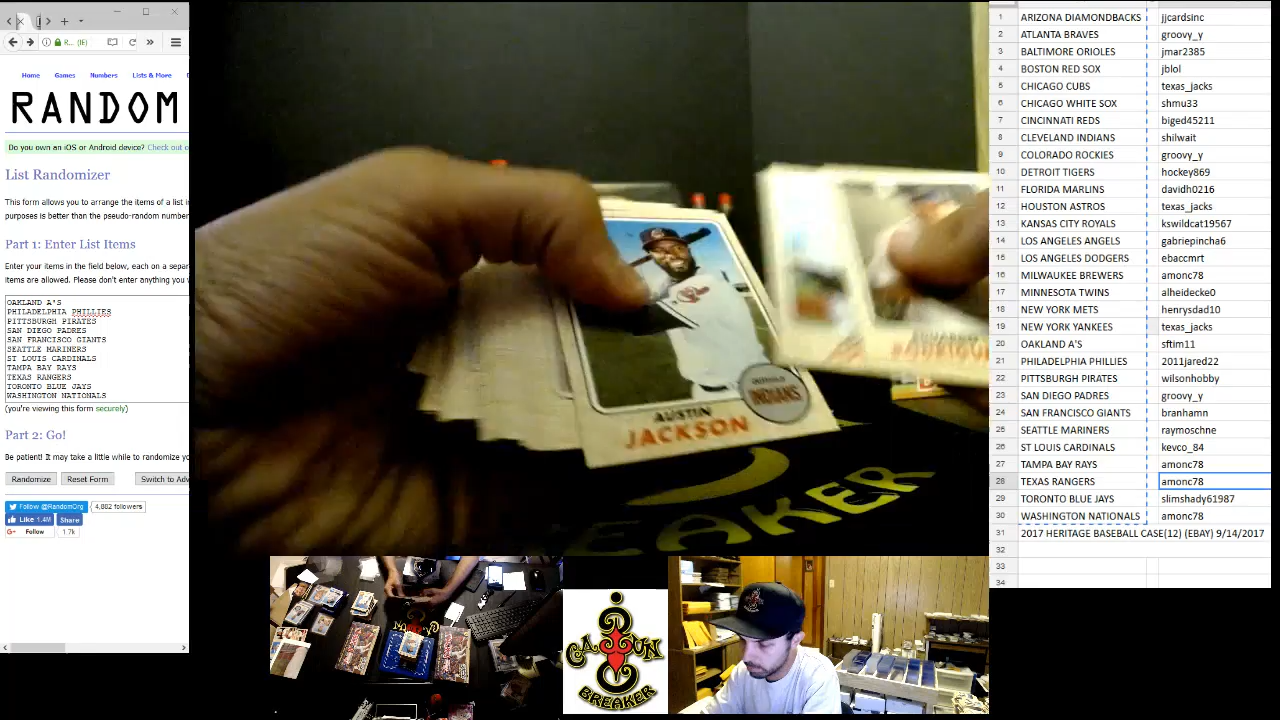 R... (IE)
Home Games Numbers Lists & More
RANDOM
Do you own an iOS or Android device? Check out o
List Randomizer
This form allows you to arrange the items of a list i
purposes is better than the pseudo-random number
Part 1: Enter List Items
Enter your items in the field below, each on a separ
items are allowed. Please don't enter anything you w
OAKLAND A'S
PHILADELPHIA PHILLIES
PITTSBURGH PIRATES
SAN DIEGO PADRES
SAN FRANCISCO GIANTS
SEATTLE MARINERS
ST LOUIS CARDINALS
TAMPA BAY RAYS
TEXAS RANGERS
TORONTO BLUE JAYS
WASHINGTON NATIONALS
(you're viewing this form securely)
Part 2: Go!
Be patient! It may take a little while to randomize yo
Randomize Reset Form Switch to Adv
Follow @RandomOrg 4,882 followers
Like 1.4M Share
Follow 1.7k
INDIANS
AUSTIN
JACKSON
BREAKER
CAJUN
BREAKER
1 ARIZONA DIAMONDBACKS jjcardsinc
2 ATLANTA BRAVES groovy_y
3 BALTIMORE ORIOLES jmar2385
4 BOSTON RED SOX jblol
5 CHICAGO CUBS texas_jacks
6 CHICAGO WHITE SOX shmu33
7 CINCINNATI REDS biged45211
8 CLEVELAND INDIANS shilwait
9 COLORADO ROCKIES groovy_y
10 DETROIT TIGERS hockey869
11 FLORIDA MARLINS davidh0216
12 HOUSTON ASTROS texas_jacks
13 KANSAS CITY ROYALS kswildcat19567
14 LOS ANGELES ANGELS gabriepincha6
15 LOS ANGELES DODGERS ebaccmrt
16 MILWAUKEE BREWERS amonc78
17 MINNESOTA TWINS alheidecke0
18 NEW YORK METS henrysdad10
19 NEW YORK YANKEES texas_jacks
20 OAKLAND A'S sftim11
21 PHILADELPHIA PHILLIES 2011jared22
22 PITTSBURGH PIRATES wilsonhobby
23 SAN DIEGO PADRES groovy_y
24 SAN FRANCISCO GIANTS branhamn
25 SEATTLE MARINERS raymoschne
26 ST LOUIS CARDINALS kevco_84
27 TAMPA BAY RAYS amonc78
28 TEXAS RANGERS amonc78
29 TORONTO BLUE JAYS slimshady61987
30 WASHINGTON NATIONALS amonc78
31 2017 HERITAGE BASEBALL CASE(12) (EBAY) 9/14/2017
32
33
34